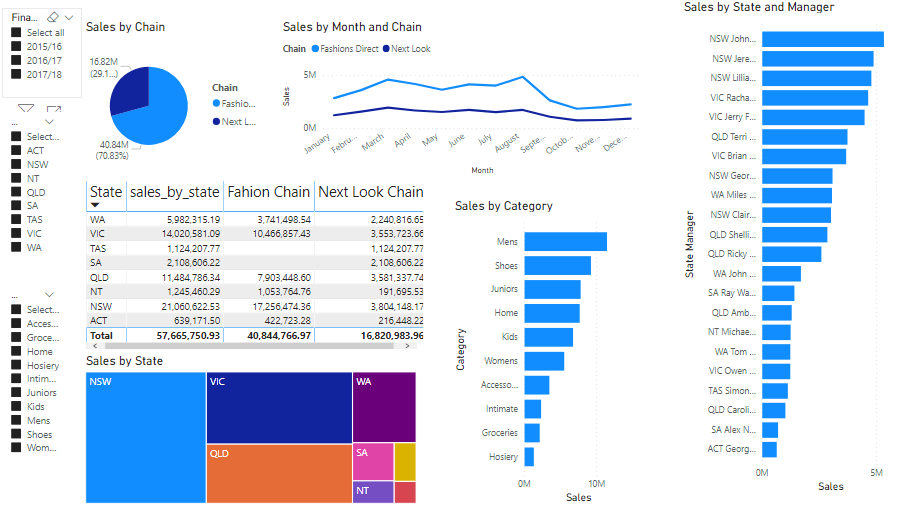 Fina...
Select all
2015/16
2016/17
2017/18
...
Select...
ACT
NSW
NT
QLD
SA
TAS
VIC
WA
...
Select...
Acces...
Groce...
Home
Hosiery
Intim...
Juniors
Kids
Mens
Shoes
Wom...
Sales by Chain
16.82M
(29.1...)
40.84M
(70.83%)
Chain
Fashio...
Next L...
Sales by Month and Chain
Chain Fashions Direct Next Look
Sales
5M
0M
January
Febru...
March
April
May
June
July
August
Septe...
Octob...
Nove...
Dece...
Month
State sales_by_state Fahion Chain Next Look Chain
WA 5,982,315.19 3,741,498.54 2,240,816.65
VIC 14,020,581.09 10,466,857.43 3,553,723.66
TAS 1,124,207.77 1,124,207.77
SA 2,108,606.22 2,108,606.22
QLD 11,484,786.34 7,903,448.60 3,581,337.74
NT 1,245,460.29 1,053,764.76 191,695.53
NSW 21,060,622.53 17,256,474.36 3,804,148.17
ACT 639,171.50 422,723.28 216,448.22
Total 57,665,750.93 40,844,766.97 16,820,983.96
Sales by State
NSW
VIC
QLD
WA
SA
NT
Sales by Category
Category
Mens
Shoes
Juniors
Home
Kids
Womens
Accesso...
Intimate
Groceries
Hosiery
0M 10M
Sales
Sales by State and Manager
State Manager
NSW John...
NSW Jere...
NSW Lillia...
VIC Racha...
VIC Jerry F...
QLD Terri ...
VIC Brian ...
NSW Geor...
WA Miles ...
NSW Clair...
QLD Shelli...
QLD Ricky ...
WA John ...
SA Ray Wa...
QLD Amb...
NT Michae...
WA Tom ...
VIC Owen ...
TAS Simon...
QLD Caroli...
SA Alex N...
ACT Georg...
0M 5M
Sales